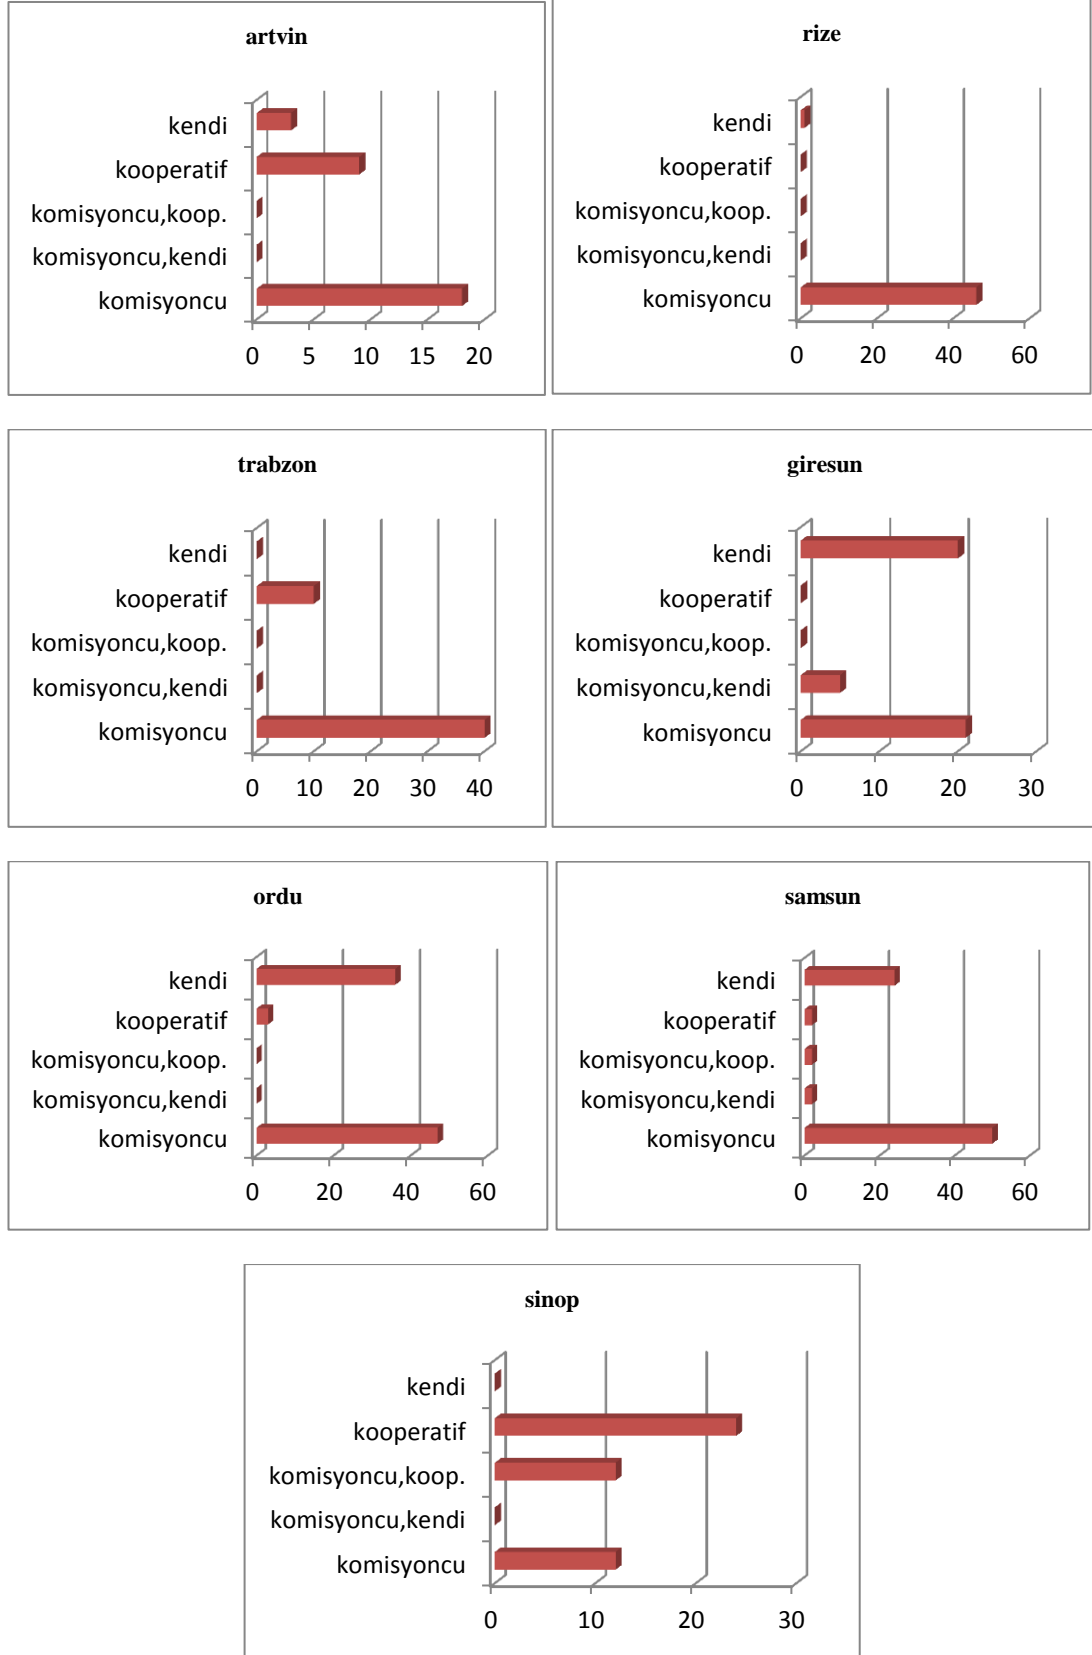 artvin
kendi
kooperatif
komisyoncu,koop.
komisyoncu,kendi
komisyoncu
0 5 10 15 20
rize
kendi
kooperatif
komisyoncu,koop.
komisyoncu,kendi
komisyoncu
0 20 40 60
trabzon
kendi
kooperatif
komisyoncu,koop.
komisyoncu,kendi
komisyoncu
0 10 20 30 40
giresun
kendi
kooperatif
komisyoncu,koop.
komisyoncu,kendi
komisyoncu
0 10 20 30
ordu
kendi
kooperatif
komisyoncu,koop.
komisyoncu,kendi
komisyoncu
0 20 40 60
samsun
kendi
kooperatif
komisyoncu,koop.
komisyoncu,kendi
komisyoncu
0 20 40 60
sinop
kendi
kooperatif
komisyoncu,koop.
komisyoncu,kendi
komisyoncu
0 10 20 30